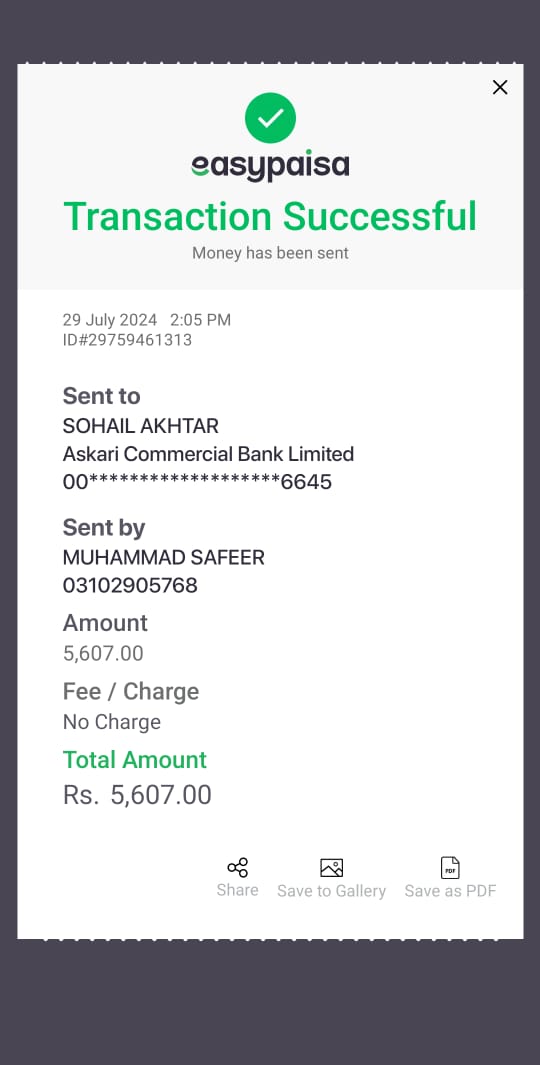 easypaisa
Transaction Successful
Money has been sent
29 July 2024 2:05 PM
ID#29759461313
Sent to
SOHAIL AKHTAR
Askari Commercial Bank Limited
00*******************6645
Sent by
MUHAMMAD SAFEER
03102905768
Amount
5,607.00
Fee / Charge
No Charge
Total Amount
Rs. 5,607.00
PDF
Share Save to Gallery Save as PDF